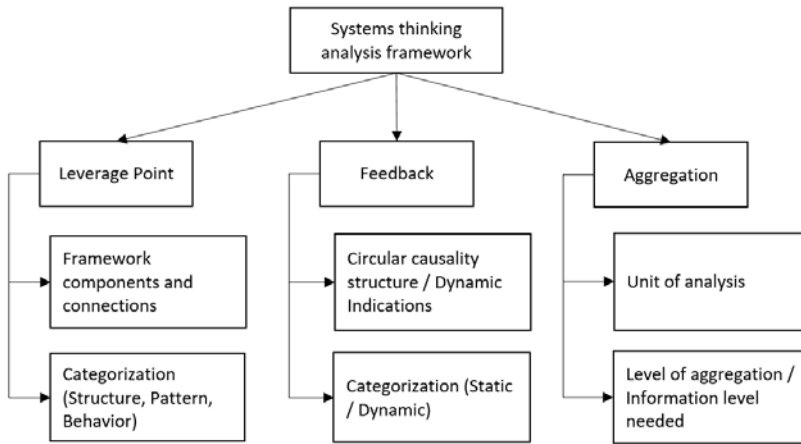 Systems thinking
analysis framework
Leverage Point
Feedback
Aggregation
Framework
components and
connections
Circular causality
structure / Dynamic
Indications
Unit of analysis
Categorization
(Structure, Pattern,
Behavior)
Categorization (Static
/ Dynamic)
Level of aggregation /
Information level
needed